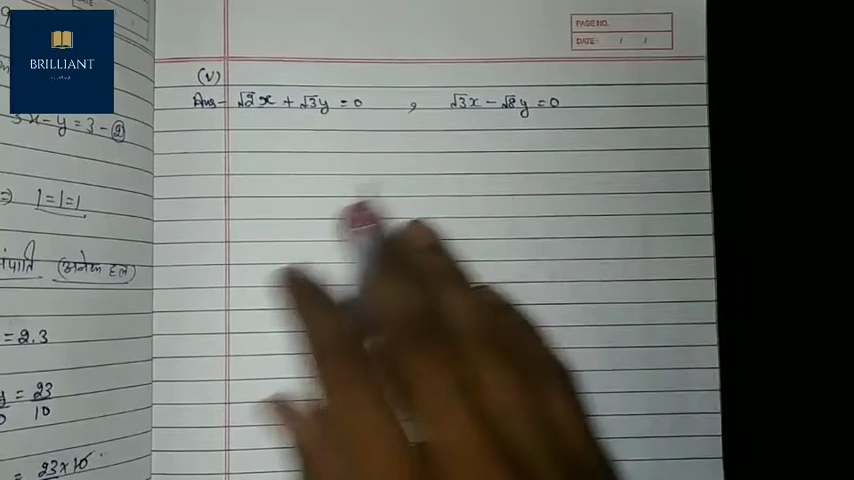 BRILLIANT
PAGE NO.
DATE: / /
(v)
Ans- √2x + √3y = 0 , √3x - √8y = 0
3x-y=3-②
⇒ 1=1=1
(अनेक हल)
= 2.3
= 23/10
= 23×10